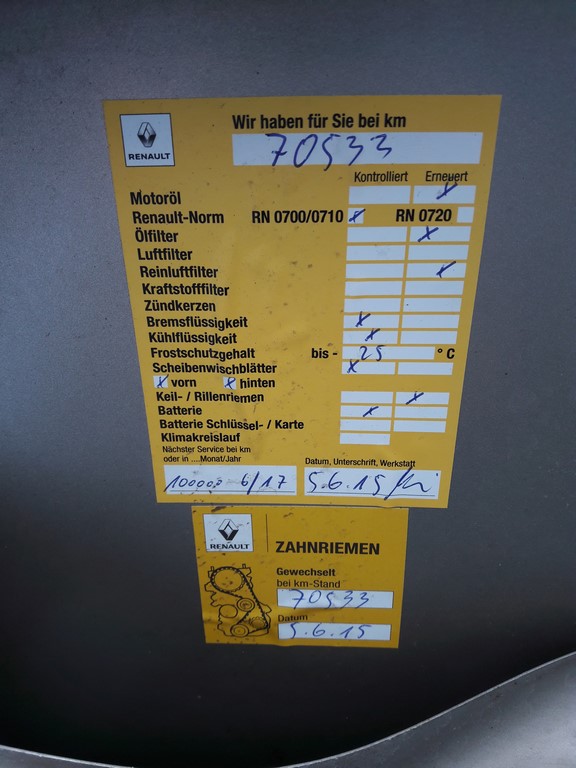 RENAULT
Wir haben für Sie bei km
70533
Kontrolliert Erneuert
Motoröl x
Renault-Norm RN 0700/0710 x RN 0720
Ölfilter x
Luftfilter
Reinluftfilter x
Kraftstofffilter
Zündkerzen
Bremsflüssigkeit x
Kühlflüssigkeit x
Frostschutzgehalt bis - 25 °C
Scheibenwischblätter x
x vorn x hinten
Keil- / Rillenriemen x
Batterie x
Batterie Schlüssel- / Karte
Klimakreislauf
Nächster Service bei km
oder in ....Monat/Jahr
Datum, Unterschrift, Werkstatt
100000 6/17 5.6.15
RENAULT
ZAHNRIEMEN
Gewechselt
bei km-Stand
70533
Datum
5.6.15